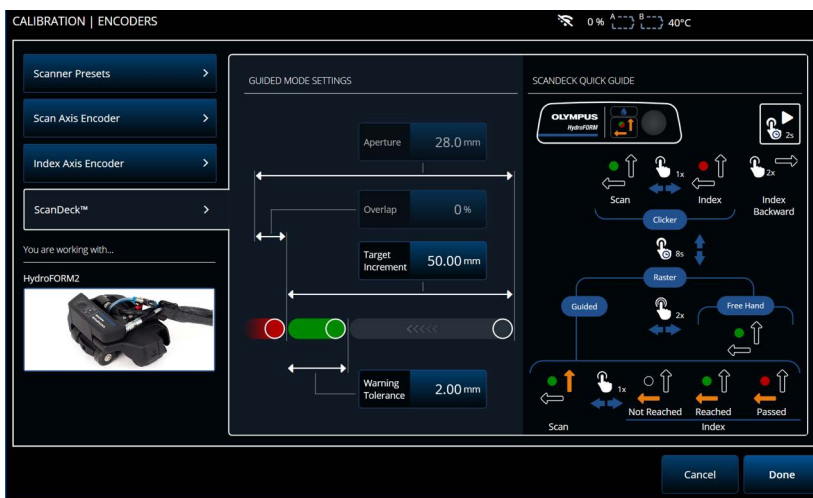 CALIBRATION | ENCODERS
0 % A B 40°C
Scanner Presets
Scan Axis Encoder
Index Axis Encoder
ScanDeck™
You are working with...
HydroFORM2
GUIDED MODE SETTINGS
Aperture 28.0 mm
Overlap 0 %
Target
Increment 50.00 mm
<<<<<
Warning
Tolerance 2.00 mm
SCANDECK QUICK GUIDE
OLYMPUS
HydroFORM
2s
1x
2x
Scan
Index
Index
Backward
Clicker
8s
Raster
Guided
2x
Free Hand
1x
Not Reached
Reached
Passed
Scan
Index
Cancel
Done